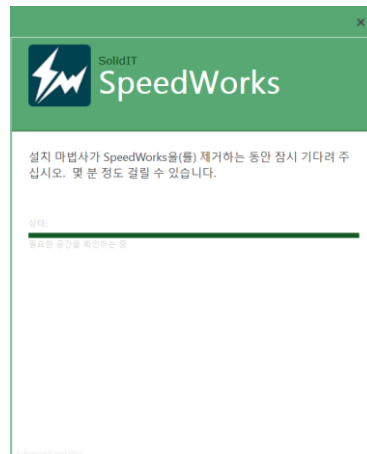 SolidIT
SpeedWorks
설치 마법사가 SpeedWorks을(를) 제거하는 동안 잠시 기다려 주
십시오. 몇 분 정도 걸릴 수 있습니다.
상태:
필요한 공간을 확인하는 중